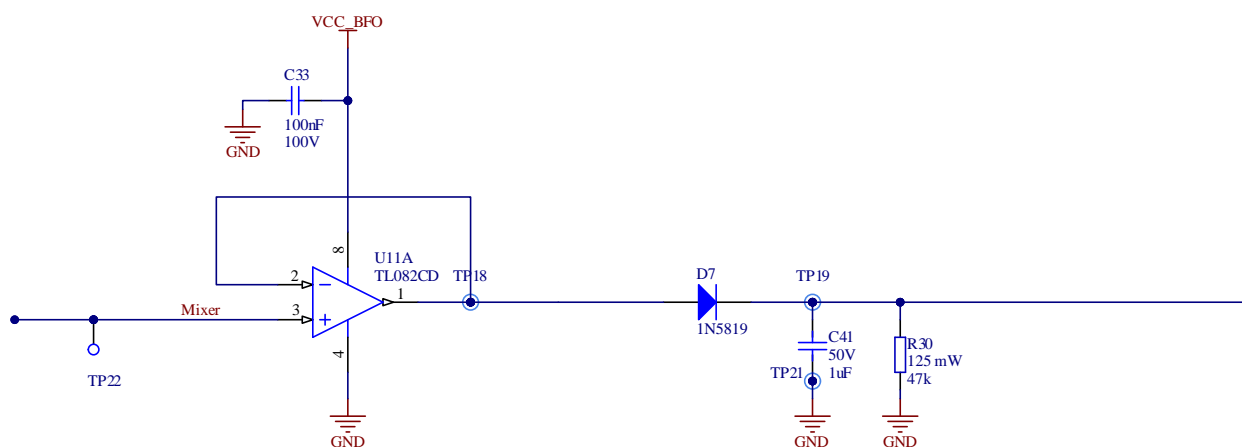 VCC_BFO
C33
100nF
100V
GND
8
U11A
TL082CD
TP18
D7
TP19
2
1
Mixer
3
1N5819
C41
50V
1uF
R30
125 mW
47k
4
TP21
TP22
GND
GND
GND